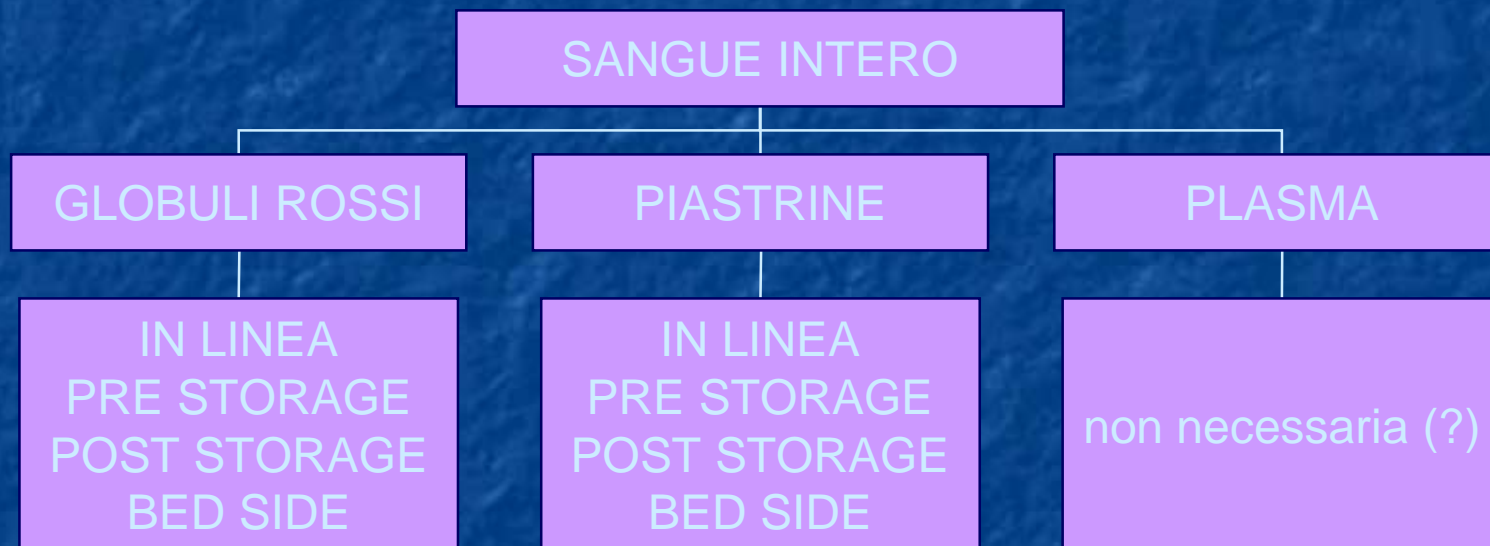 SANGUE INTERO
GLOBULI ROSSI
PIASTRINE
PLASMA
IN LINEA
PRE STORAGE
POST STORAGE
BED SIDE
IN LINEA
PRE STORAGE
POST STORAGE
BED SIDE
non necessaria (?)